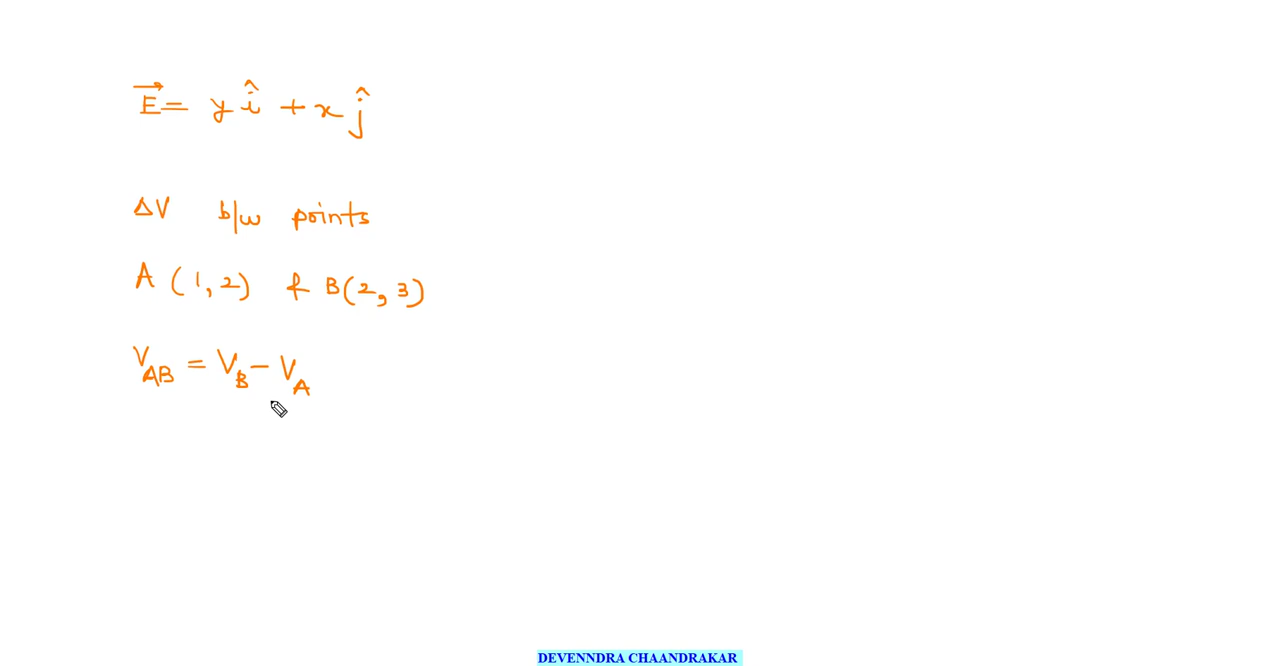 E⃗ = y î + x ĵ
ΔV b/w points
A (1, 2) & B(2, 3)
V_AB = V_B - V_A
DEVENNDRA CHAANDRAKAR